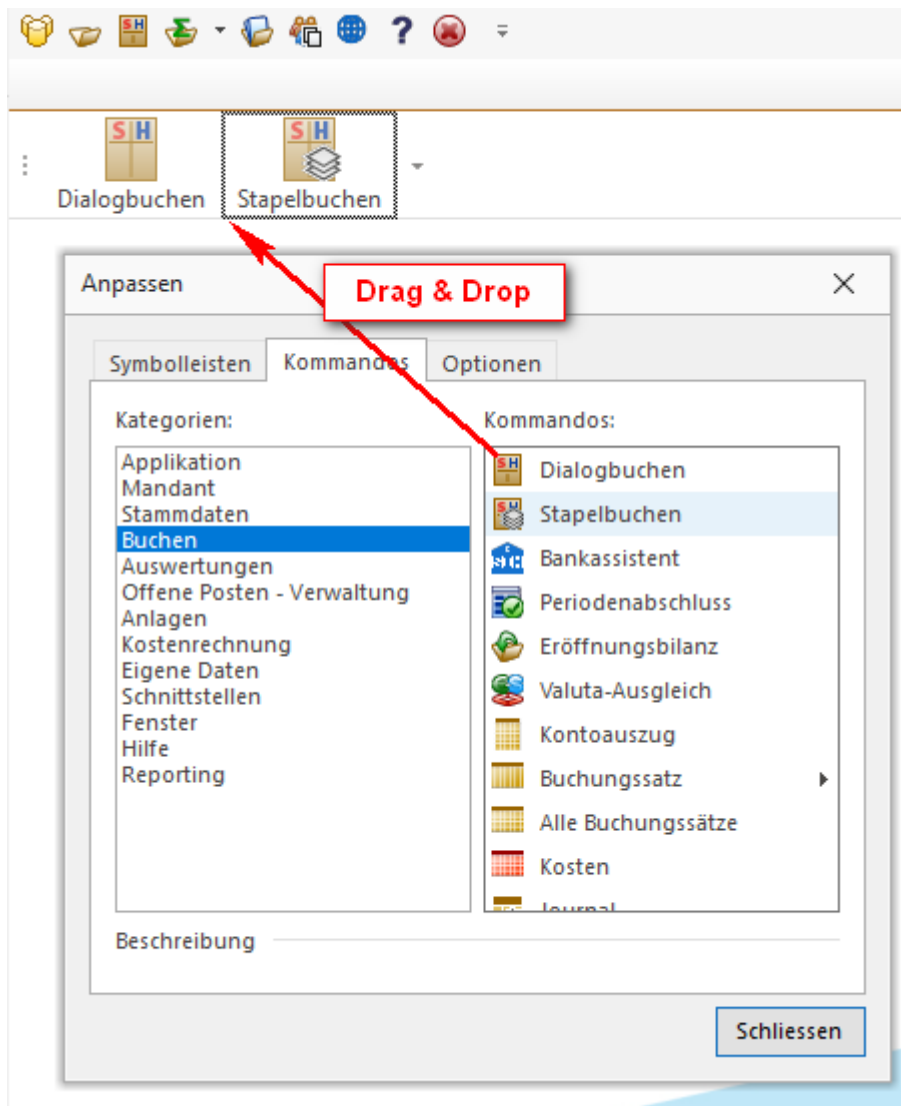 S H
?
S H
S H
Dialogbuchen
Stapelbuchen
Anpassen
Drag & Drop
Symbolleisten
Kommandos
Optionen
Kategorien:
Applikation
Mandant
Stammdaten
Buchen
Auswertungen
Offene Posten - Verwaltung
Anlagen
Kostenrechnung
Eigene Daten
Schnittstellen
Fenster
Hilfe
Reporting
Kommandos:
Dialogbuchen
Stapelbuchen
Bankassistent
Periodenabschluss
Eröffnungsbilanz
Valuta-Ausgleich
Kontoauszug
Buchungssatz
Alle Buchungssätze
Kosten
Journal
Beschreibung
Schliessen